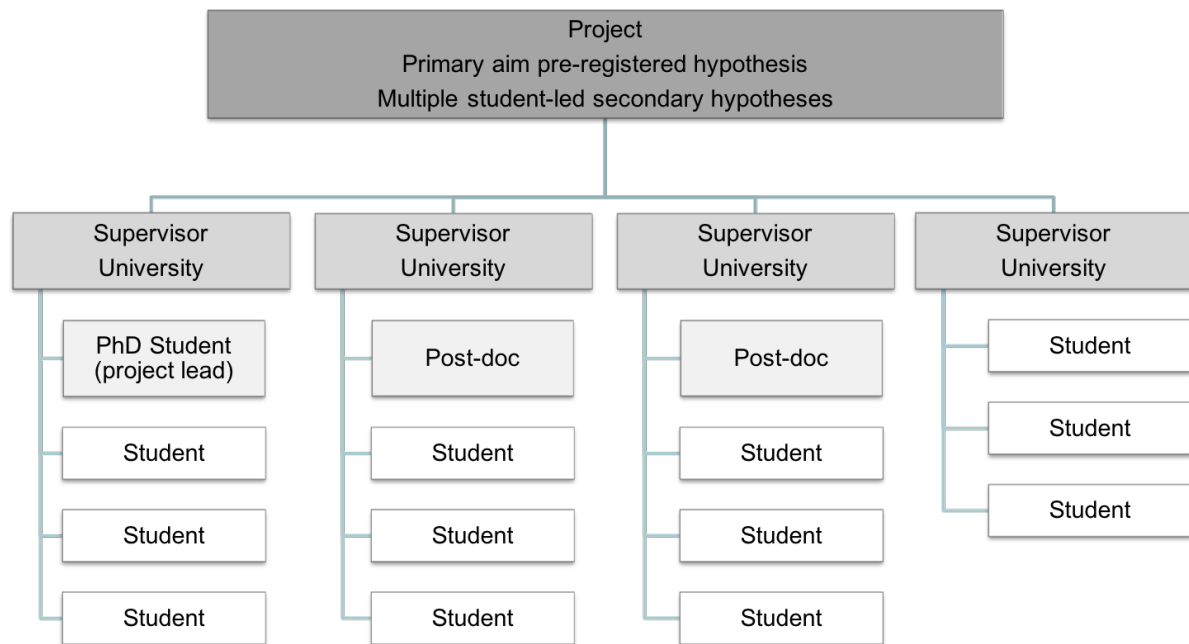 Project
Primary aim pre-registered hypothesis
Multiple student-led secondary hypotheses
Supervisor
University
PhD Student
(project lead)
Student
Student
Student
Supervisor
University
Post-doc
Student
Student
Student
Supervisor
University
Post-doc
Student
Student
Student
Supervisor
University
Student
Student
Student